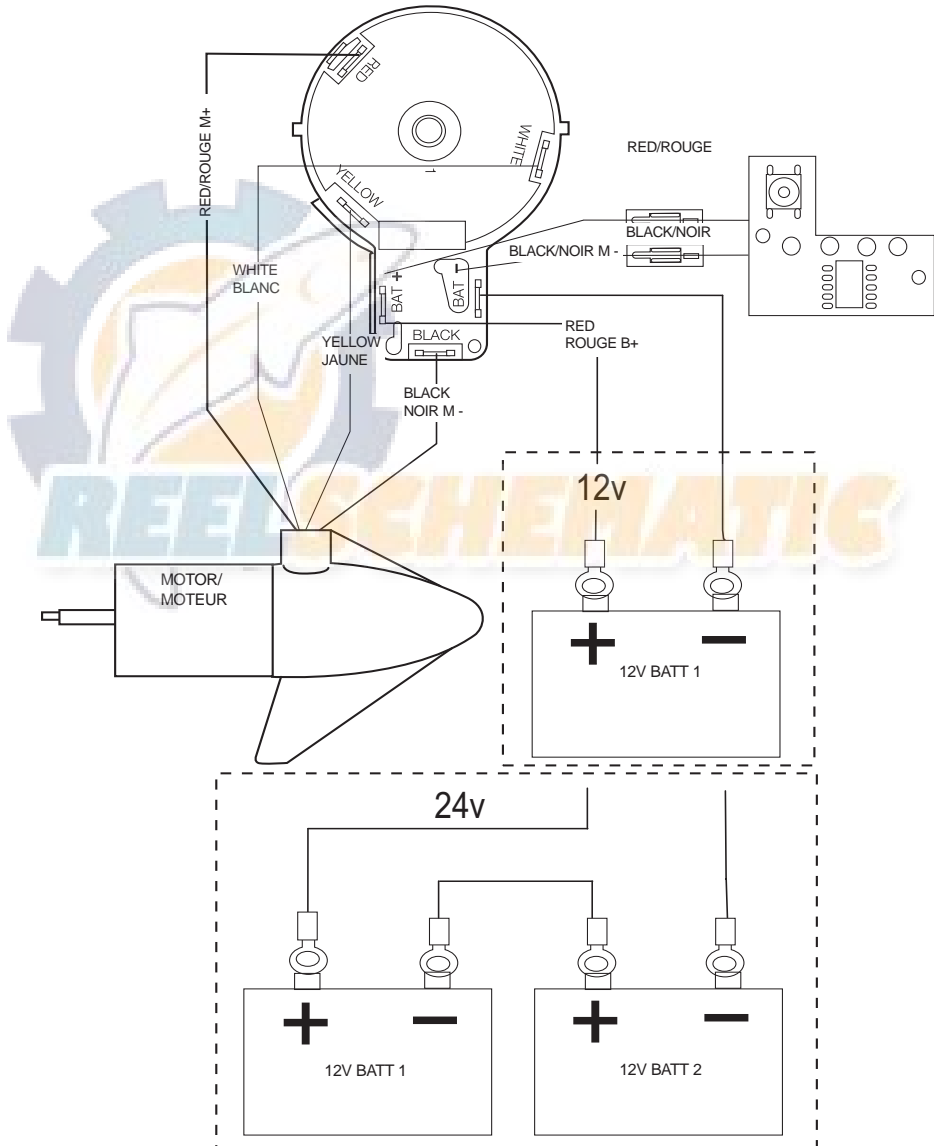 RED
WHITE
1
YELLOW
RED/ROUGE M+
RED/ROUGE
BLACK/NOIR
BLACK/NOIR M -
WHITE
BLANC
BAT +
BAT -
RED
ROUGE B+
YELLOW
JAUNE
BLACK
BLACK
NOIR M -
12v
REELSCHEMATIC
MOTOR/
MOTEUR
+
-
12V BATT 1
24v
+
-
+
-
12V BATT 1
12V BATT 2